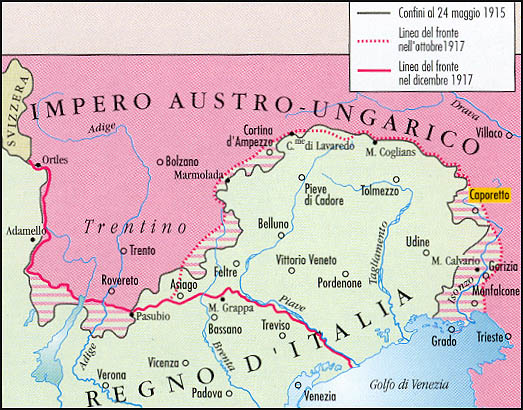 Confini al 24 maggio 1915
Linea del fronte
nell'ottobre1917
Linea del fronte
nel dicembre 1917
SVIZZERA
IMPERO AUSTRO-UNGARICO
Drava
Villaco
Adige
Cortina
d'Ampezzo
Cme di Lavaredo
M. Coglians
Ortles
Bolzano
Marmolada
Pieve
di Cadore
Tolmezzo
Caporetto
Trentino
Adamello
Belluno
Tagliamento
Udine
Trento
Feltre
Vittorio Veneto
M. Calvario
Gorizia
Rovereto
Asiago
Pordenone
Isonzo
Monfalcone
M. Grappa
Piave
Pasubio
Bassano
Treviso
Grado
Trieste
Adige
Vicenza
Brenta
REGNO D'ITALIA
Verona
Padova
Venezia
Golfo di Venezia